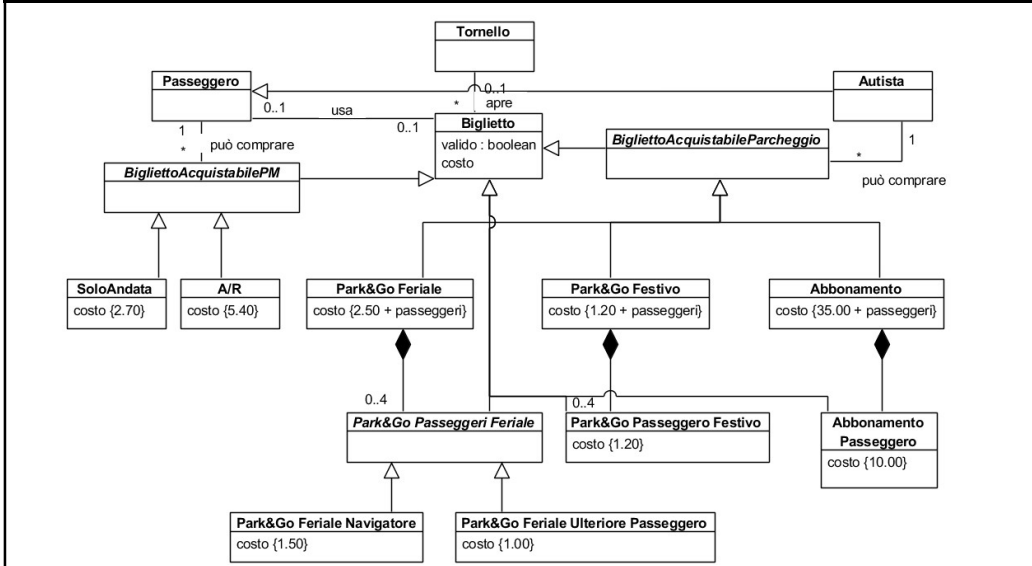 Tornello
Passeggero
Autista
0..1
0..1
usa
0..1
*
apre
Biglietto
valido : boolean
costo
BigliettoAcquistabileParcheggio
1
*
può comprare
1
*
può comprare
BigliettoAcquistabilePM
SoloAndata
costo {2.70}
A/R
costo {5.40}
Park&Go Feriale
costo {2.50 + passeggeri}
Park&Go Festivo
costo {1.20 + passeggeri}
Abbonamento
costo {35.00 + passeggeri}
0..4
0..4
Park&Go Passeggeri Feriale
Park&Go Passeggero Festivo
costo {1.20}
Abbonamento
Passeggero
costo {10.00}
Park&Go Feriale Navigatore
costo {1.50}
Park&Go Feriale Ulteriore Passeggero
costo {1.00}